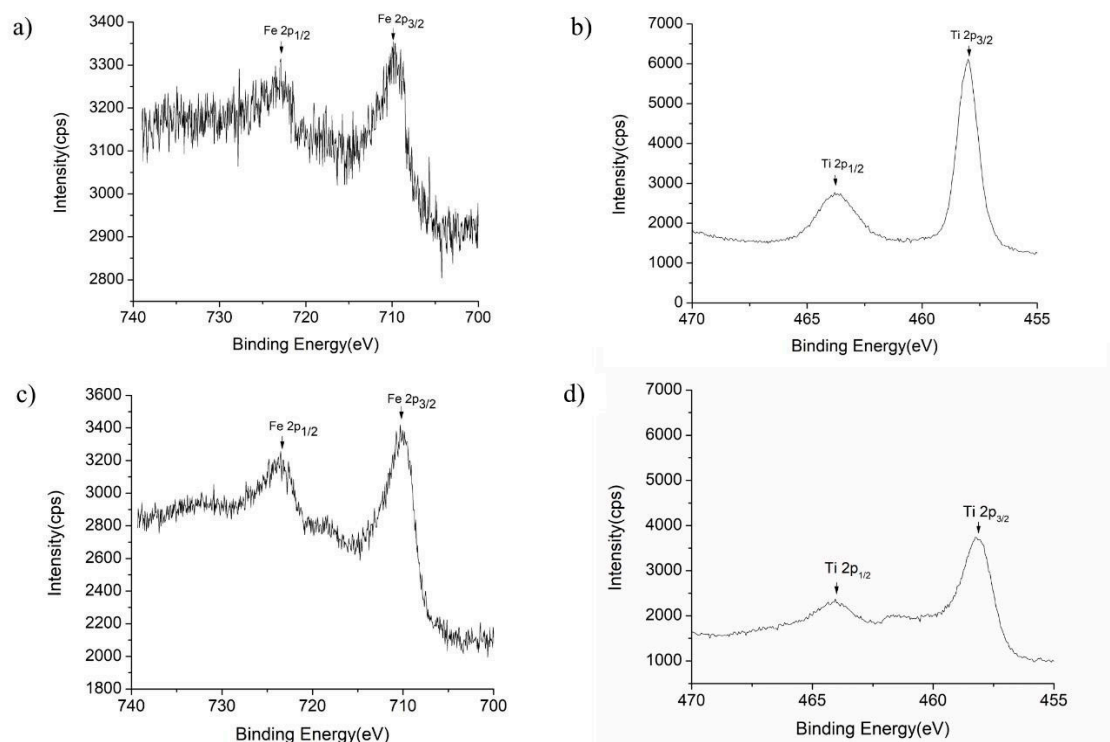 a)
Fe 2p1/2
Fe 2p3/2
3400
3300
3200
3100
3000
2900
2800
Intensity(cps)
740 730 720 710 700
Binding Energy(eV)
b)
Ti 2p3/2
Ti 2p1/2
7000
6000
5000
4000
3000
2000
1000
0
Intensity(cps)
470 465 460 455
Binding Energy(eV)
c)
Fe 2p1/2
Fe 2p3/2
3600
3400
3200
3000
2800
2600
2400
2200
2000
1800
Intensity(cps)
740 730 720 710 700
Binding Energy(eV)
d)
Ti 2p3/2
Ti 2p1/2
7000
6000
5000
4000
3000
2000
1000
Intensity(cps)
470 465 460 455
Binding Energy(eV)